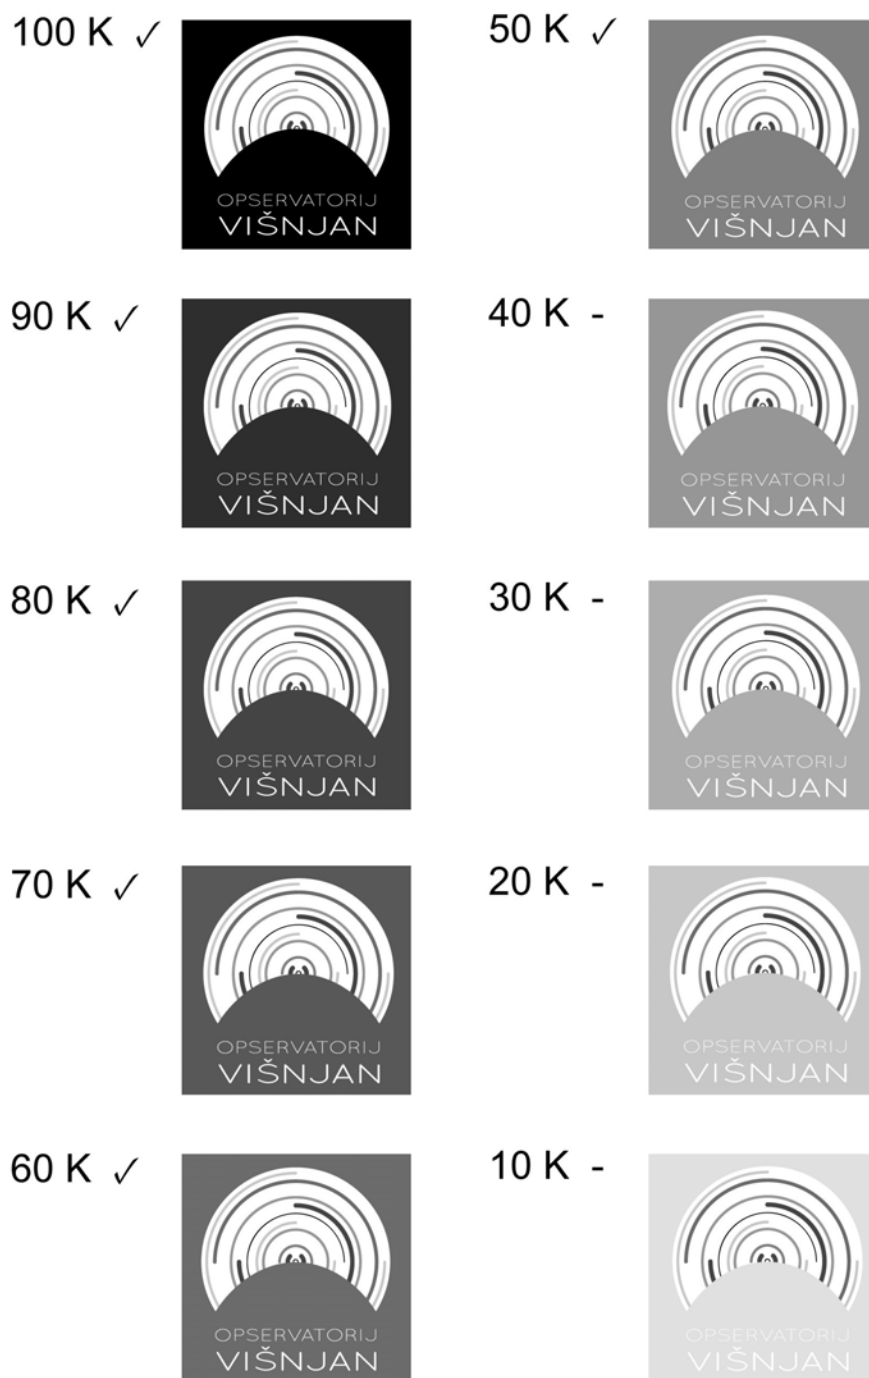 100 K ✓
OPSERVATORIJ
VIŠNJAN
90 K ✓
OPSERVATORIJ
VIŠNJAN
80 K ✓
OPSERVATORIJ
VIŠNJAN
70 K ✓
OPSERVATORIJ
VIŠNJAN
60 K ✓
OPSERVATORIJ
VIŠNJAN
50 K ✓
OPSERVATORIJ
VIŠNJAN
40 K -
OPSERVATORIJ
VIŠNJAN
30 K -
OPSERVATORIJ
VIŠNJAN
20 K -
OPSERVATORIJ
VIŠNJAN
10 K -
OPSERVATORIJ
VIŠNJAN